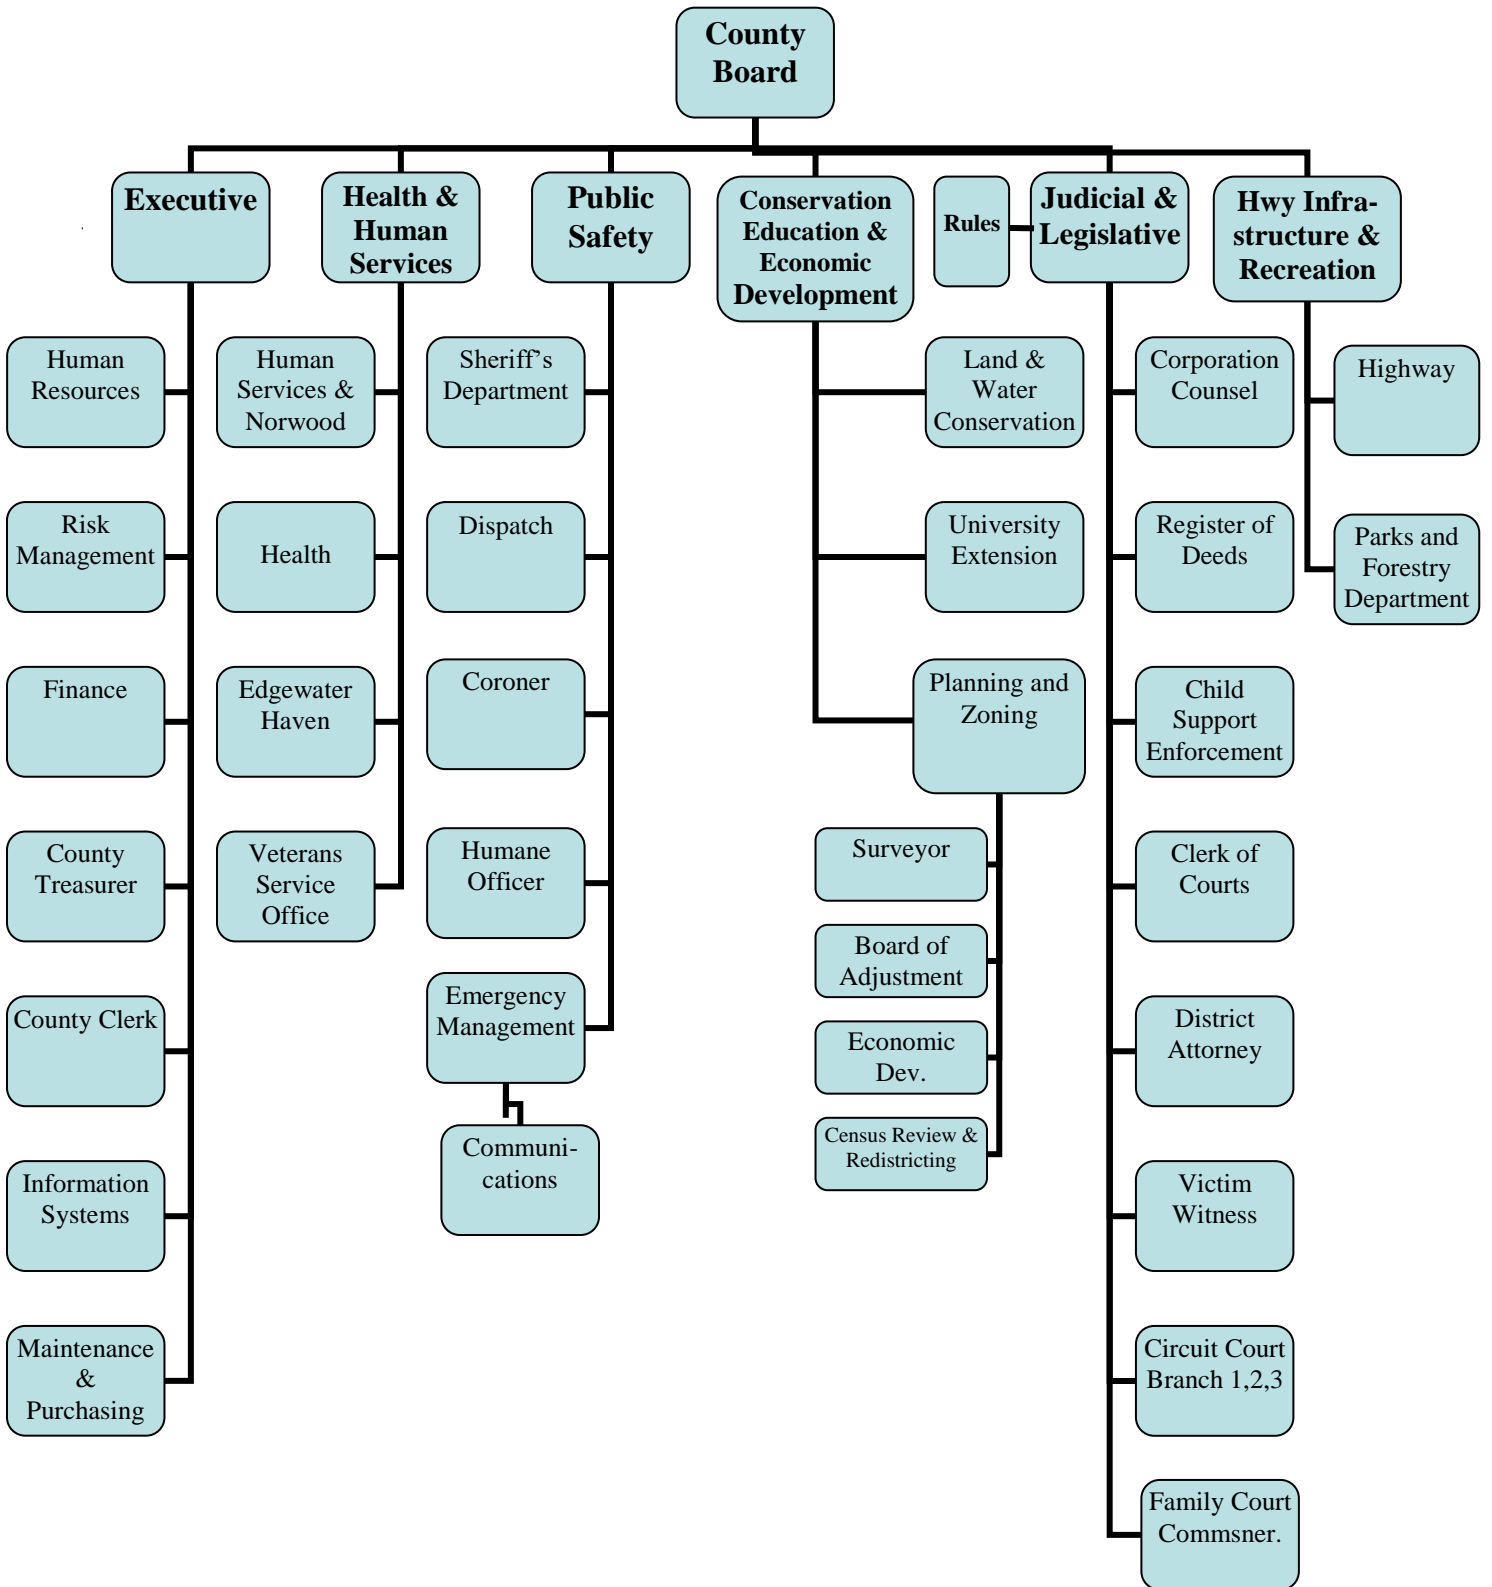 County
Board
Executive
Health &
Human
Services
Public
Safety
Conservation
Education &
Economic
Development
Rules
Judicial &
Legislative
Hwy Infra-
structure &
Recreation
Human
Resources
Risk
Management
Finance
County
Treasurer
County Clerk
Information
Systems
Maintenance
&
Purchasing
Human
Services &
Norwood
Health
Edgewater
Haven
Veterans
Service
Office
Sheriff's
Department
Dispatch
Coroner
Humane
Officer
Emergency
Management
Communi-
cations
Land &
Water
Conservation
University
Extension
Planning and
Zoning
Surveyor
Board of
Adjustment
Economic
Dev.
Census Review &
Redistricting
Corporation
Counsel
Register of
Deeds
Child
Support
Enforcement
Clerk of
Courts
District
Attorney
Victim
Witness
Circuit Court
Branch 1,2,3
Family Court
Commsner.
Highway
Parks and
Forestry
Department